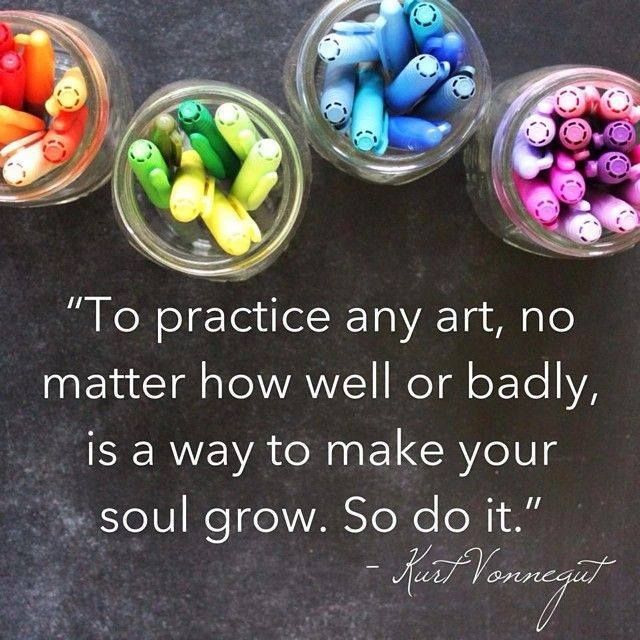 “To practice any art, no
matter how well or badly,
is a way to make your
soul grow. So do it.”
- Kurt Vonnegut